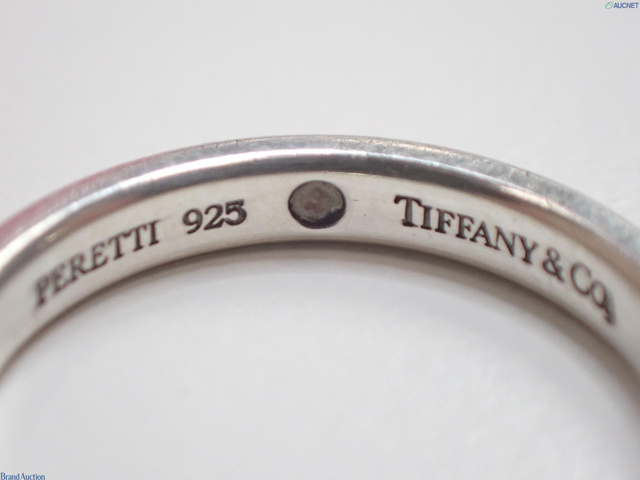 AUCNET
PERETTI 925 TIFFANY & CO.
Brand Auction